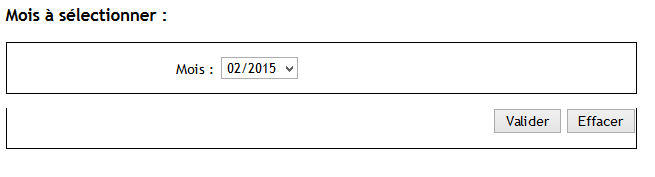 Mois à sélectionner :
Mois : 02/2015
Valider Effacer